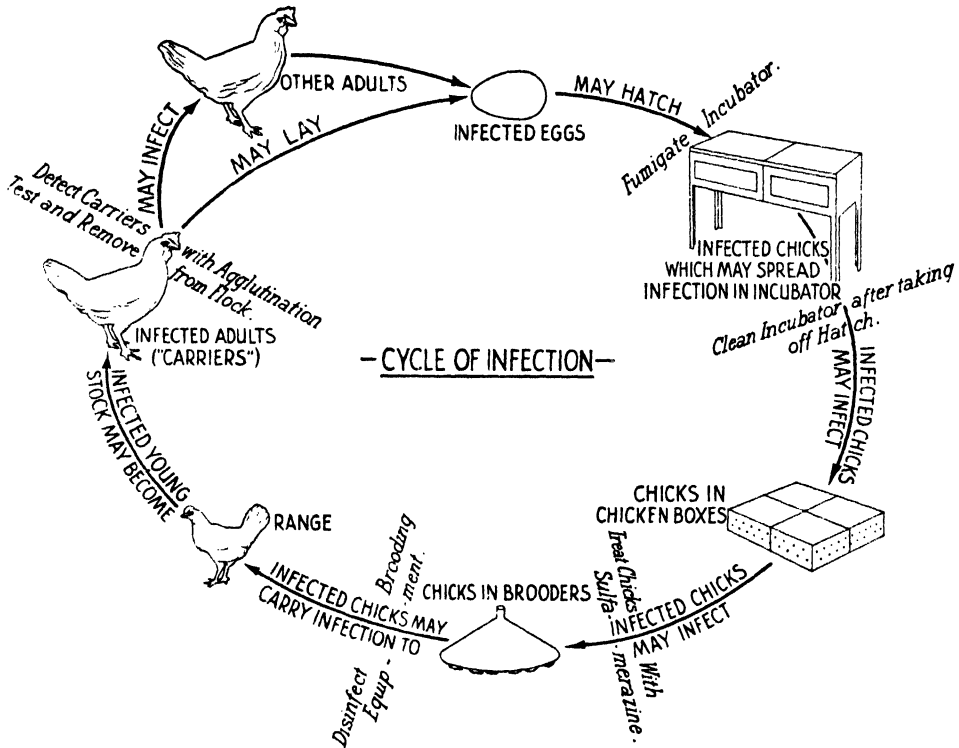 OTHER ADULTS
INFECTED EGGS
MAY HATCH
Fumigate Incubator.
INFECTED CHICKS
WHICH MAY SPREAD
INFECTION IN INCUBATOR
Clean Incubator after taking
off Hatch.
INFECTED CHICKS
MAY INFECT
CHICKS IN
CHICKEN BOXES
INFECTED CHICKS
MAY INFECT
Treat Chicks With
Sulfa-merazine.
CHICKS IN BROODERS
INFECTED CHICKS MAY
CARRY INFECTION TO
Disinfect Brooding
Equip-ment.
RANGE
INFECTED YOUNG
STOCK MAY BECOME
INFECTED ADULTS
("CARRIERS")
Detect Carriers with Agglutination
Test and Remove from Flock.
MAY INFECT
MAY LAY
-CYCLE OF INFECTION-